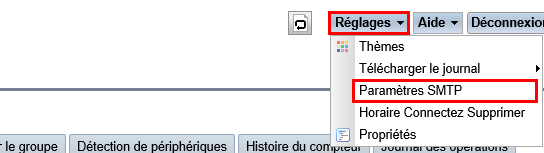 Réglages Aide Déconnexion
Thèmes
Télécharger le journal
Paramètres SMTP
Horaire Connectez Supprimer
Propriétés
r le groupe Détection de périphériques Histoire du compteur Journal des opérations